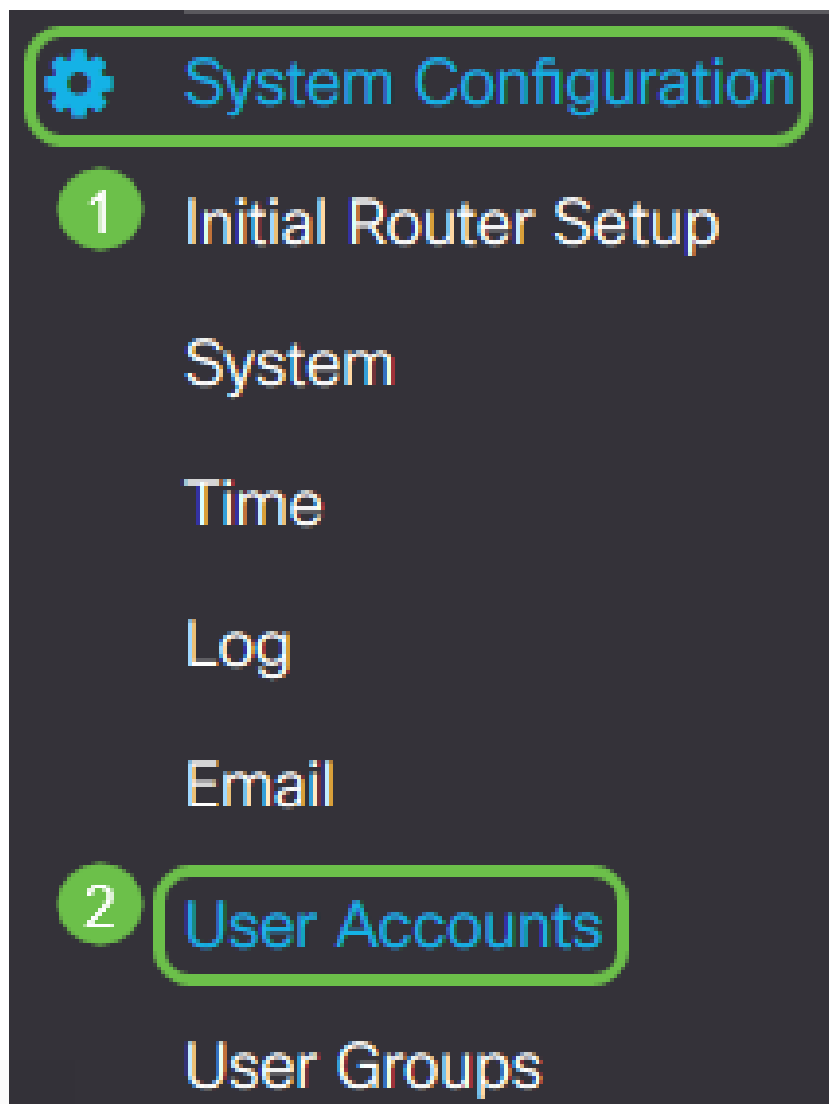 System Configuration
1
Initial Router Setup
System
Time
Log
Email
2
User Accounts
User Groups